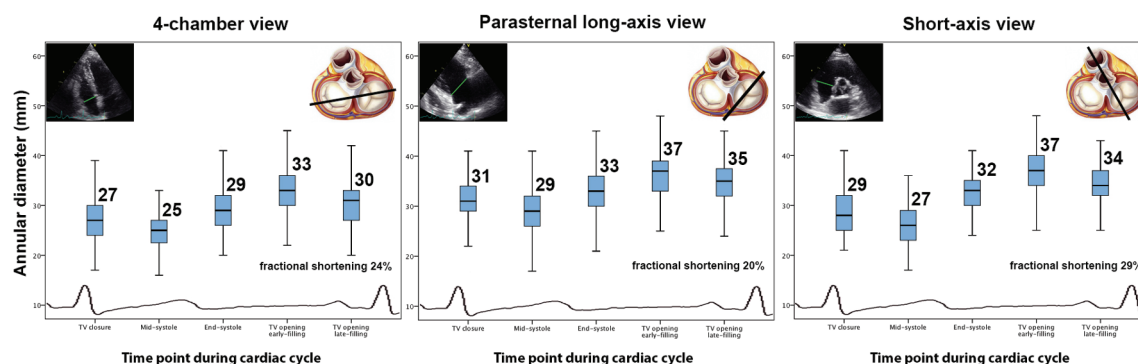 4-chamber view
Parasternal long-axis view
Short-axis view
Annular diameter (mm)
60
50
40
30
20
10
27
25
29
33
30
fractional shortening 24%
TV closure
Mid-systole
End-systole
TV opening
early-filling
TV opening
late-filling
Time point during cardiac cycle
60
50
40
30
20
10
31
29
33
37
35
fractional shortening 20%
TV closure
Mid-systole
End-systole
TV opening
early-filling
TV opening
late-filling
Time point during cardiac cycle
60
50
40
30
20
10
29
27
32
37
34
fractional shortening 29%
TV closure
Mid-systole
End-systole
TV opening
early-filling
TV opening
late-filling
Time point during cardiac cycle